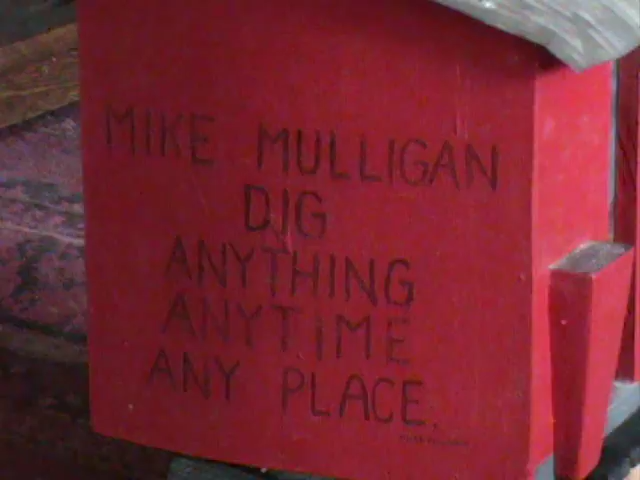 MIKE MULLIGAN
DIG
ANYTHING
ANYTIME
ANY PLACE.